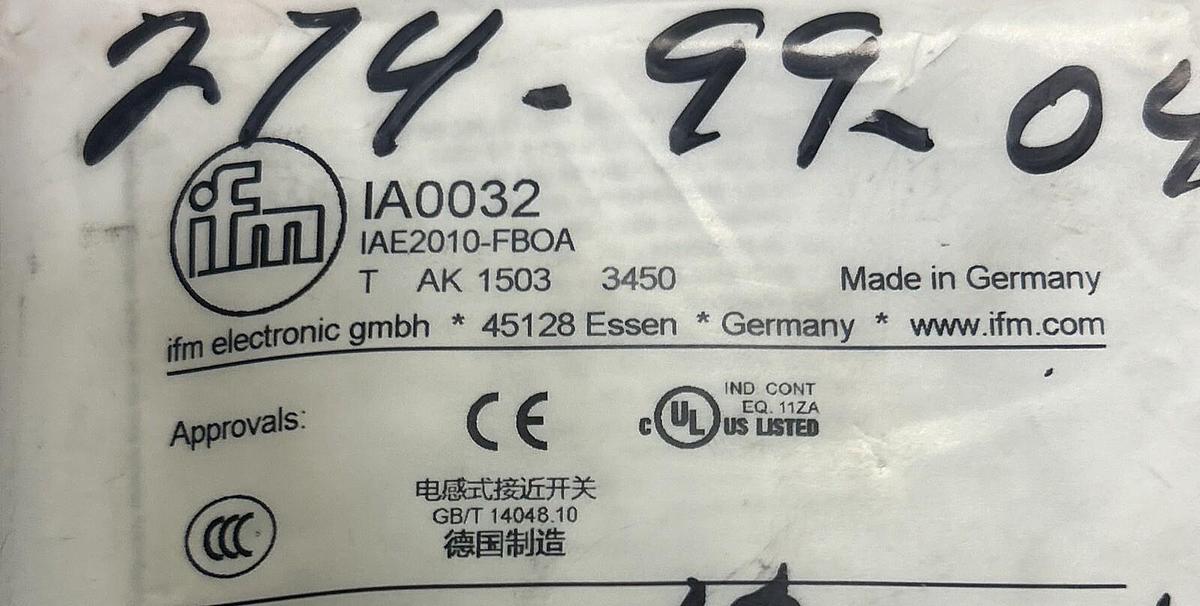 274-99-04
ifm
IA0032
IAE2010-FBOA
T AK 1503 3450 Made in Germany
ifm electronic gmbh * 45128 Essen * Germany * www.ifm.com
Approvals:
CE
c UL US LISTED
IND CONT
EQ. 11ZA
CCC
电感式接近开关
GB/T 14048.10
德国制造